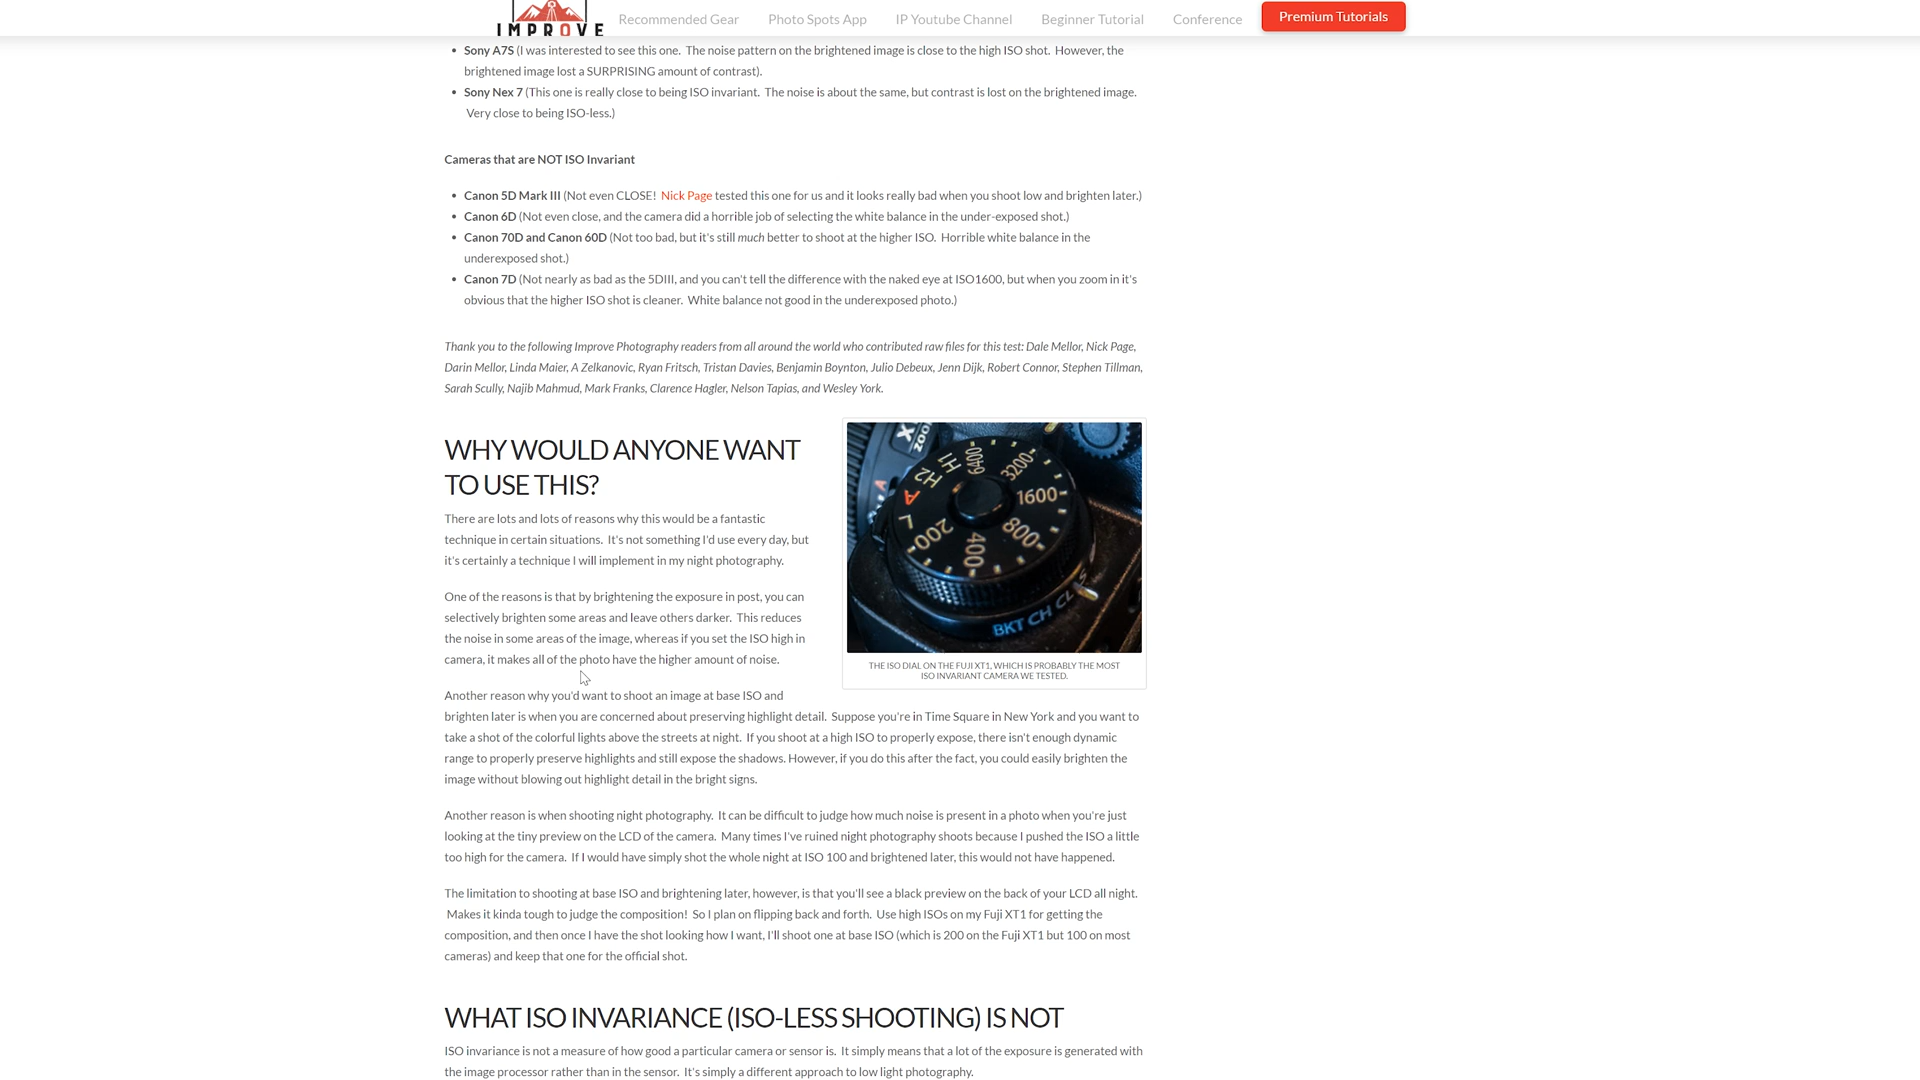 IMPROVE
Recommended Gear Photo Spots App IP Youtube Channel Beginner Tutorial Conference Premium Tutorials
• Sony A7S (I was interested to see this one. The noise pattern on the brightened image is close to the high ISO shot. However, the
brightened image lost a SURPRISING amount of contrast).
• Sony Nex 7 (This one is really close to being ISO invariant. The noise is about the same, but contrast is lost on the brightened image.
Very close to being ISO-less.)
Cameras that are NOT ISO Invariant
• Canon 5D Mark III (Not even CLOSE! Nick Page tested this one for us and it looks really bad when you shoot low and brighten later.)
• Canon 6D (Not even close, and the camera did a horrible job of selecting the white balance in the under-exposed shot.)
• Canon 70D and Canon 60D (Not too bad, but it's still much better to shoot at the higher ISO. Horrible white balance in the
underexposed shot.)
• Canon 7D (Not nearly as bad as the 5DIII, and you can't tell the difference with the naked eye at ISO1600, but when you zoom in it's
obvious that the higher ISO shot is cleaner. White balance not good in the underexposed photo.)
Thank you to the following Improve Photography readers from all around the world who contributed raw files for this test: Dale Mellor, Nick Page,
Darin Mellor, Linda Maier, A Zelkanovic, Ryan Fritsch, Tristan Davies, Benjamin Boynton, Julio Debeux, Jenn Dijk, Robert Connor, Stephen Tillman,
Sarah Scully, Najib Mahmud, Mark Franks, Clarence Hagler, Nelson Tapias, and Wesley York.
WHY WOULD ANYONE WANT
TO USE THIS?
There are lots and lots of reasons why this would be a fantastic
technique in certain situations. It's not something I'd use every day, but
it's certainly a technique I will implement in my night photography.
One of the reasons is that by brightening the exposure in post, you can
selectively brighten some areas and leave others darker. This reduces
the noise in some areas of the image, whereas if you set the ISO high in
camera, it makes all of the photo have the higher amount of noise.
X
ZOO
A
A
H2
H1
6400
3200
1600
800
400
200
L
BKT CH CL S
THE ISO DIAL ON THE FUJI XT1, WHICH IS PROBABLY THE MOST
ISO INVARIANT CAMERA WE TESTED.
Another reason why you'd want to shoot an image at base ISO and
brighten later is when you are concerned about preserving highlight detail. Suppose you're in Time Square in New York and you want to
take a shot of the colorful lights above the streets at night. If you shoot at a high ISO to properly expose, there isn't enough dynamic
range to properly preserve highlights and still expose the shadows. However, if you do this after the fact, you could easily brighten the
image without blowing out highlight detail in the bright signs.
Another reason is when shooting night photography. It can be difficult to judge how much noise is present in a photo when you're just
looking at the tiny preview on the LCD of the camera. Many times I've ruined night photography shoots because I pushed the ISO a little
too high for the camera. If I would have simply shot the whole night at ISO 100 and brightened later, this would not have happened.
The limitation to shooting at base ISO and brightening later, however, is that you'll see a black preview on the back of your LCD all night.
Makes it kinda tough to judge the composition! So I plan on flipping back and forth. Use high ISOs on my Fuji XT1 for getting the
composition, and then once I have the shot looking how I want, I'll shoot one at base ISO (which is 200 on the Fuji XT1 but 100 on most
cameras) and keep that one for the official shot.
WHAT ISO INVARIANCE (ISO-LESS SHOOTING) IS NOT
ISO invariance is not a measure of how good a particular camera or sensor is. It simply means that a lot of the exposure is generated with
the image processor rather than in the sensor. It's simply a different approach to low light photography.